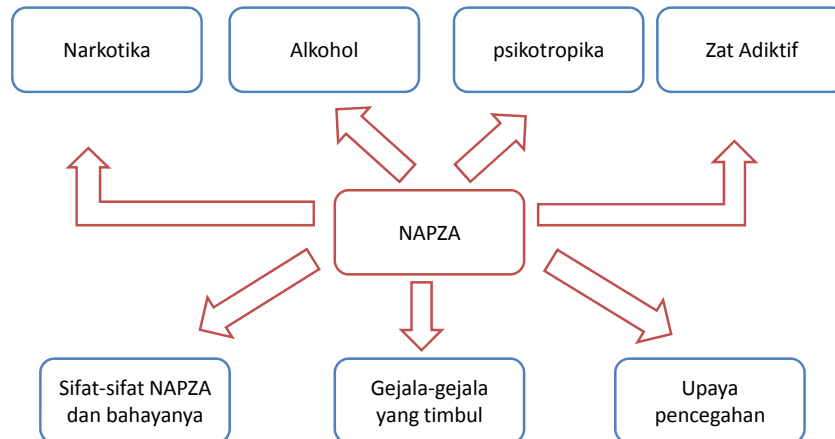 Narkotika
Alkohol
psikotropika
Zat Adiktif
NAPZA
Sifat-sifat NAPZA
dan bahayanya
Gejala-gejala
yang timbul
Upaya
pencegahan